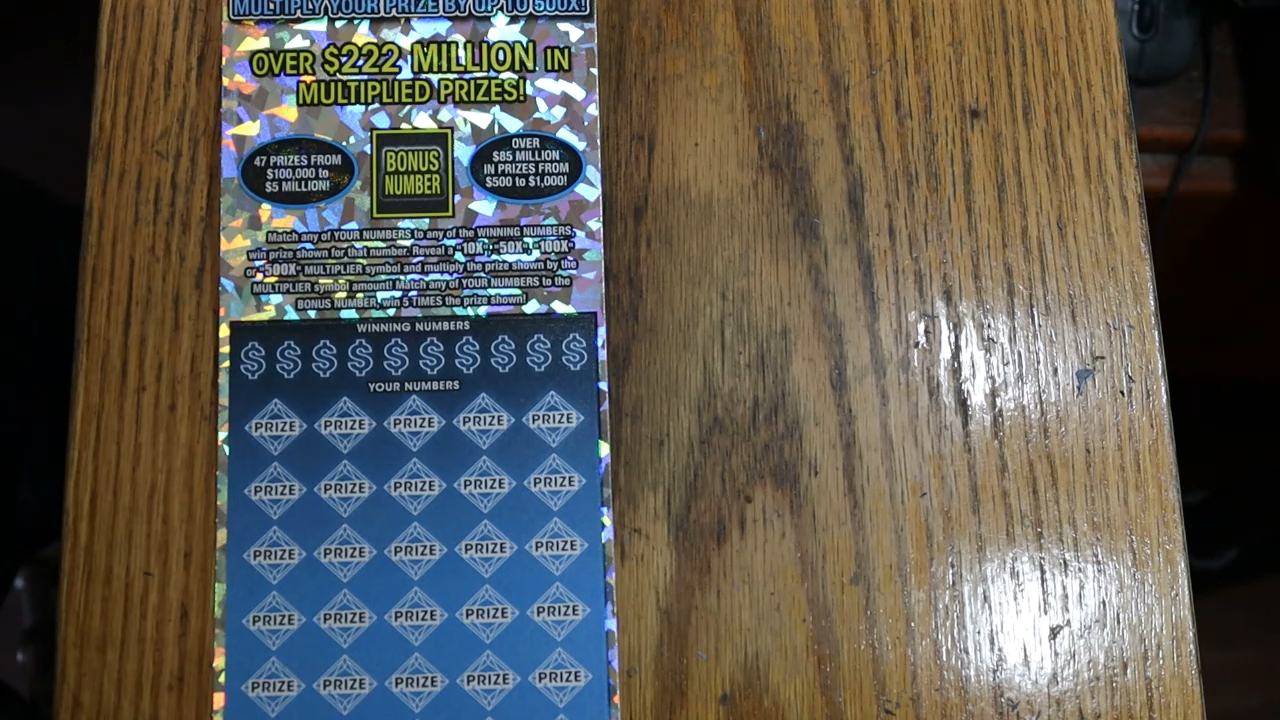 MULTIPLY YOUR PRIZE BY UP TO 500X!
OVER $222 MILLION IN
MULTIPLIED PRIZES!
47 PRIZES FROM
$100,000 to
$5 MILLION!
BONUS
NUMBER
OVER
$85 MILLION
IN PRIZES FROM
$500 to $1,000!
Match any of YOUR NUMBERS to any of the WINNING NUMBERS,
win prize shown for that number. Reveal a "10X", "50X", "100X"
or "500X" MULTIPLIER symbol and multiply the prize shown by the
MULTIPLIER symbol amount! Match any of YOUR NUMBERS to the
BONUS NUMBER, win 5 TIMES the prize shown!
WINNING NUMBERS
$ $ $ $ $ $ $ $ $ $
YOUR NUMBERS
PRIZE PRIZE PRIZE PRIZE PRIZE
PRIZE PRIZE PRIZE PRIZE PRIZE
PRIZE PRIZE PRIZE PRIZE PRIZE
PRIZE PRIZE PRIZE PRIZE PRIZE
PRIZE PRIZE PRIZE PRIZE PRIZE